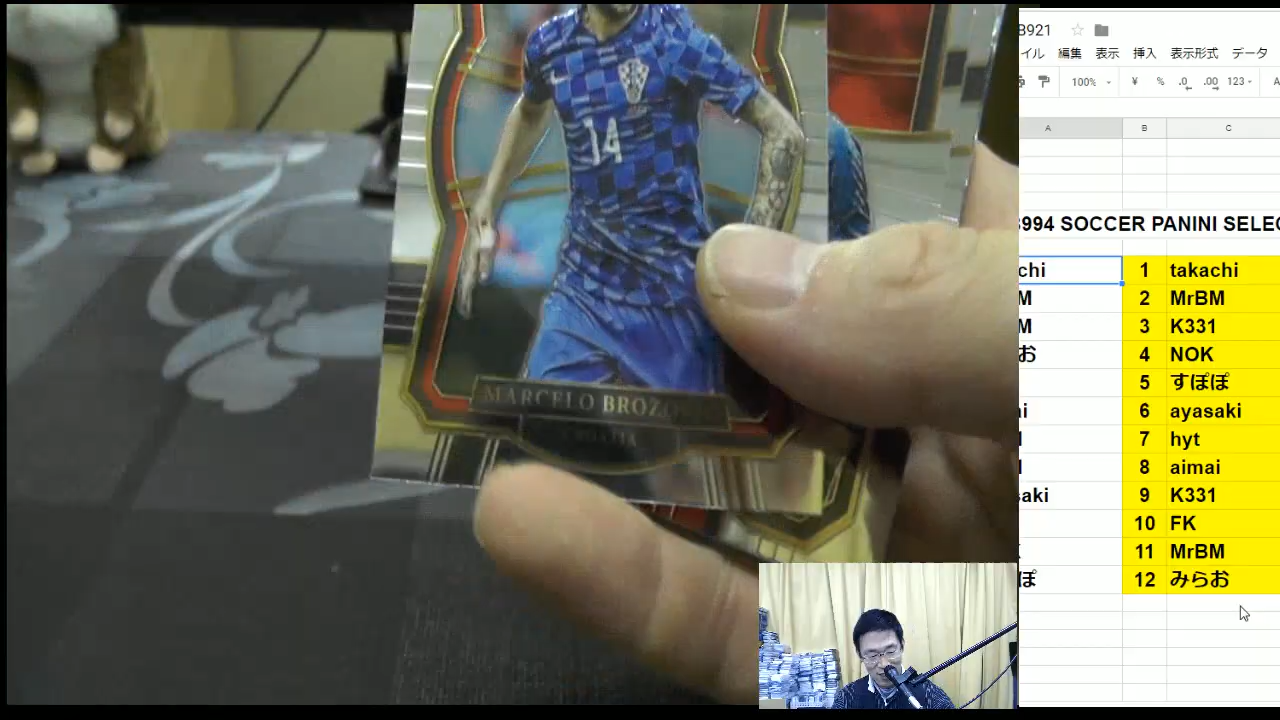 14
MARCELO BROZO
CROATIA
B921
イル 編集 表示 挿入 表示形式 データ
100% ¥ % .0 .00 123
A B C
994 SOCCER PANINI SELEC
chi 1 takachi
M 2 MrBM
M 3 K331
お 4 NOK
5 すぽぽ
6 ayasaki
7 hyt
8 aimai
saki 9 K331
10 FK
11 MrBM
ぽ 12 みらお